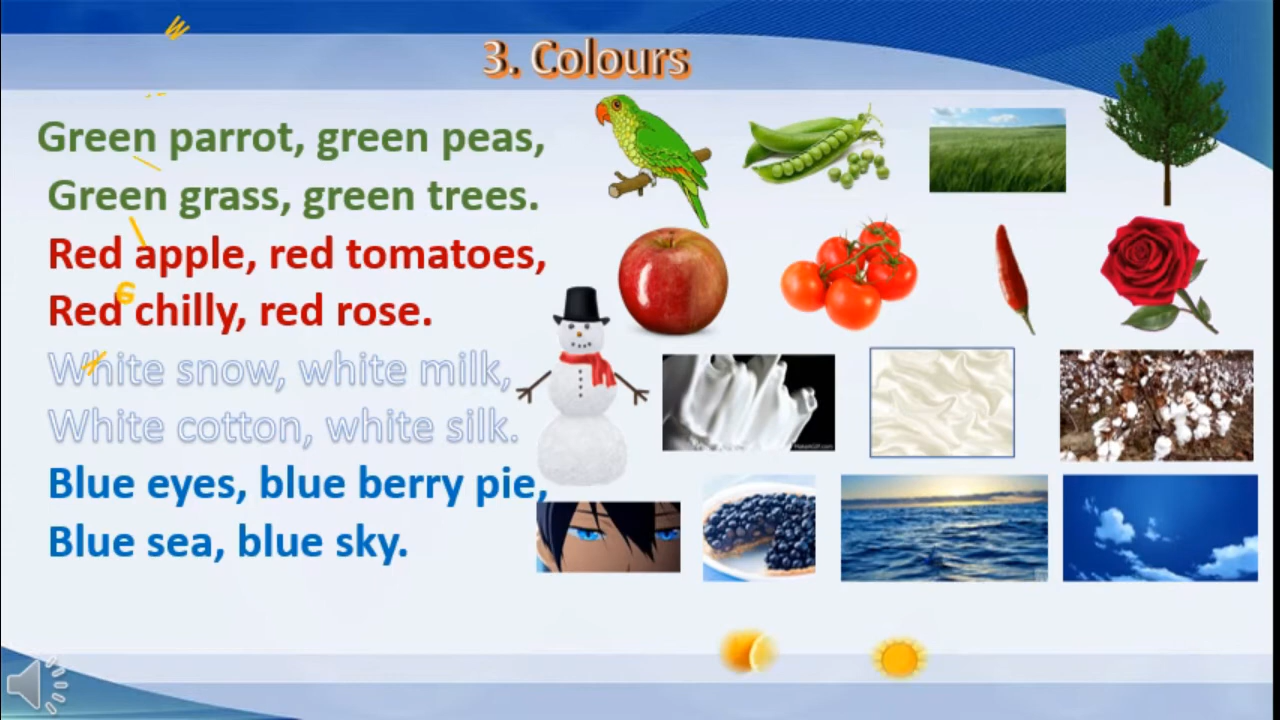 3. Colours
Green parrot, green peas,
Green grass, green trees.
Red apple, red tomatoes,
Red chilly, red rose.
White snow, white milk,
White cotton, white silk.
Blue eyes, blue berry pie,
Blue sea, blue sky.